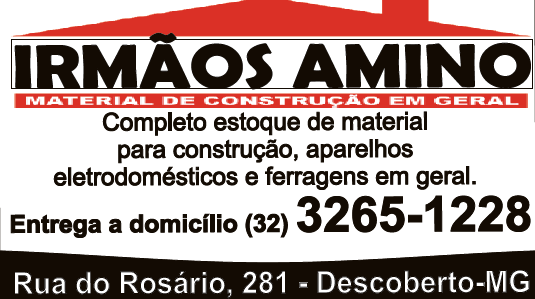 IRMÃOS AMINO
MATERIAL DE CONSTRUÇÃO EM GERAL
Completo estoque de material
para construção, aparelhos
eletrodomésticos e ferragens em geral.
Entrega a domicílio (32) 3265-1228
Rua do Rosário, 281 - Descoberto-MG